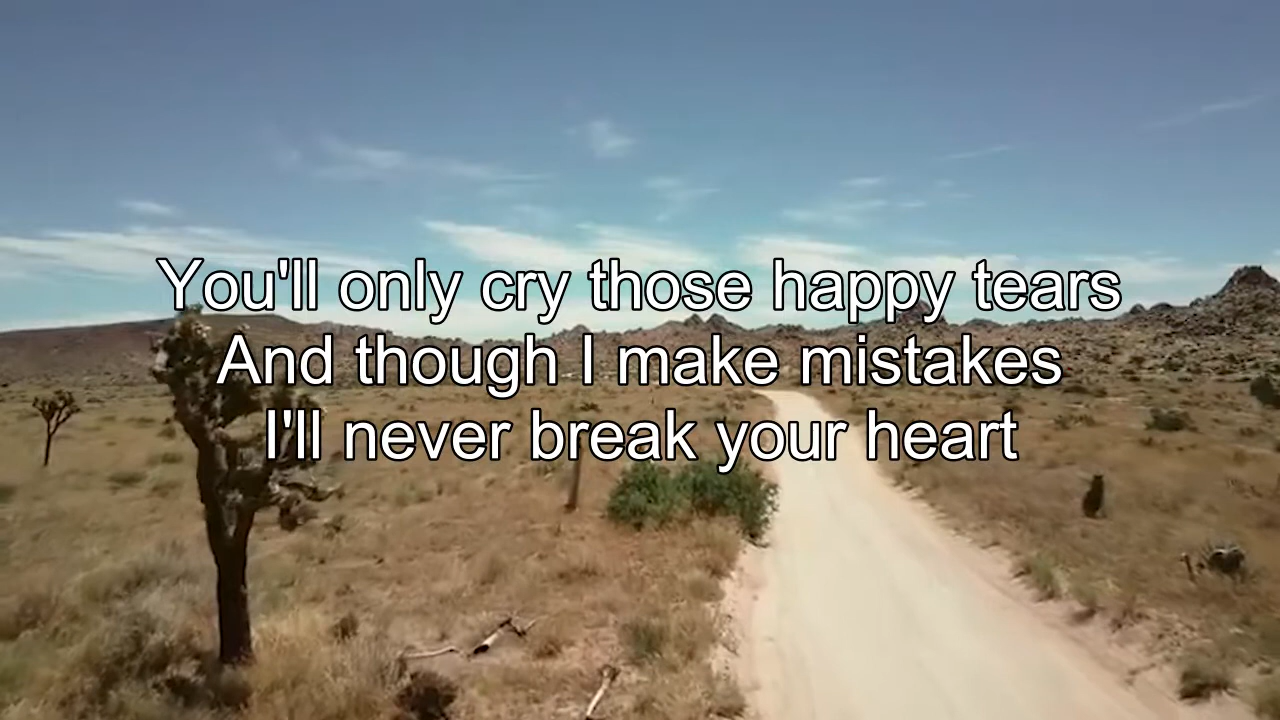 You'll only cry those happy tears
And though I make mistakes
I'll never break your heart